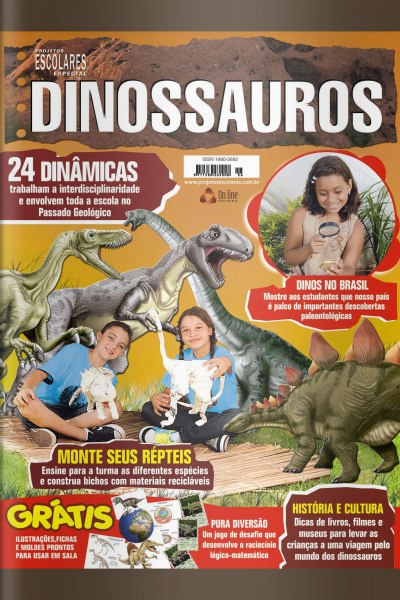 PROJETOS
ESCOLARES
ESPECIAL
DINOSSAUROS
24 DINÂMICAS
trabalham a interdisciplinaridade
e envolvem toda a escola no
Passado Geológico
ISSN 1980-2692
www.projetosescolares.com.br
On line
EDITORA
DINOS NO BRASIL
Mostre aos estudantes que nosso país
é palco de importantes descobertas
paleontológicas
MONTE SEUS RÉPTEIS
Ensine para a turma as diferentes espécies
e construa bichos com materiais recicláveis
GRÁTIS
ILUSTRAÇÕES,FICHAS
E MOLDES PRONTOS
PARA USAR EM SALA
PURA DIVERSÃO
Um jogo de desafio que
desenvolve o raciocínio
lógico-matemático
HISTÓRIA E CULTURA
Dicas de livros, filmes e
museus para levar as
crianças a uma viagem pelo
mundo dos dinossauros